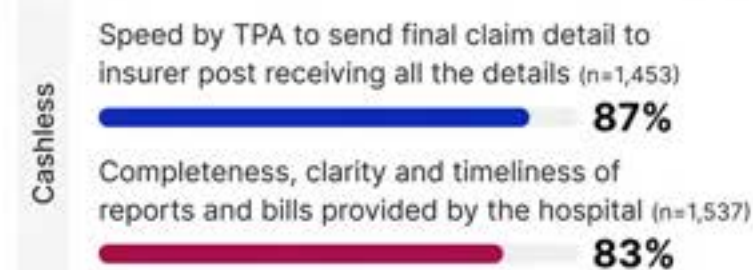 Cashless
Speed by TPA to send final claim detail to
insurer post receiving all the details (n=1,453)
87%
Completeness, clarity and timeliness of
reports and bills provided by the hospital (n=1,537)
83%